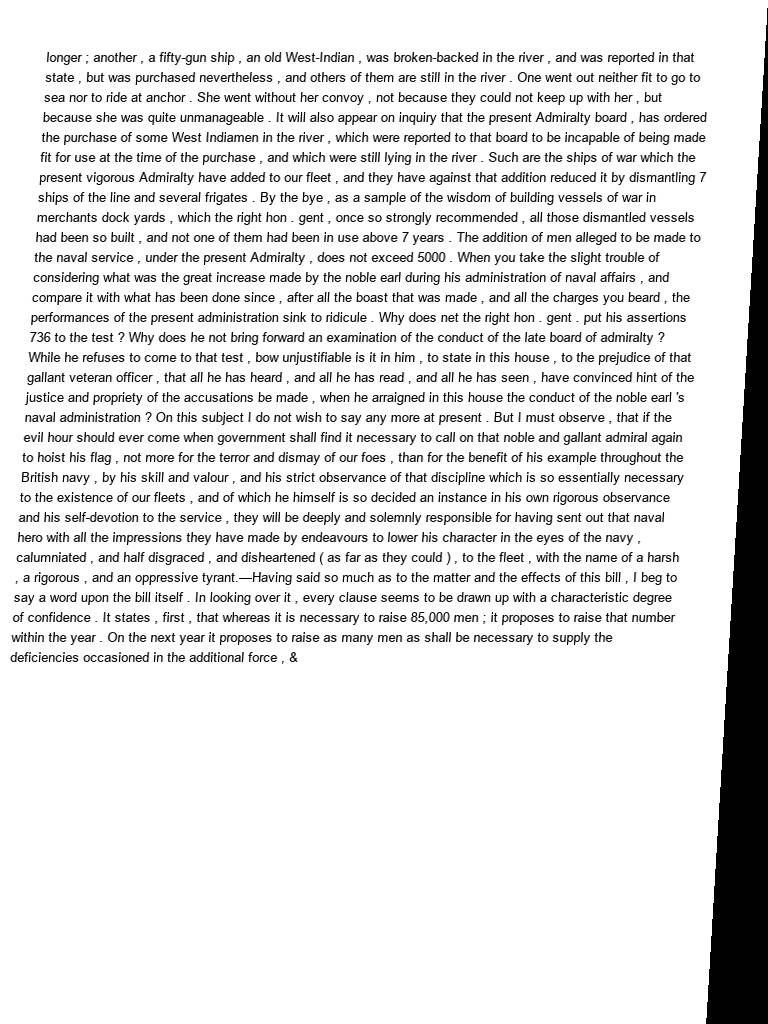 longer ; another , a fifty-gun ship , an old West-Indian , was broken-backed in the river , and was reported in that
state , but was purchased nevertheless , and others of them are still in the river . One went out neither fit to go to
sea nor to ride at anchor . She went without her convoy , not because they could not keep up with her , but
because she was quite unmanageable . It will also appear on inquiry that the present Admiralty board , has ordered
the purchase of some West Indiamen in the river , which were reported to that board to be incapable of being made
fit for use at the time of the purchase , and which were still lying in the river . Such are the ships of war which the
present vigorous Admiralty have added to our fleet , and they have against that addition reduced it by dismantling 7
ships of the line and several frigates . By the bye , as a sample of the wisdom of building vessels of war in
merchants dock yards , which the right hon . gent , once so strongly recommended , all those dismantled vessels
had been so built , and not one of them had been in use above 7 years . The addition of men alleged to be made to
the naval service , under the present Admiralty , does not exceed 5000 . When you take the slight trouble of
considering what was the great increase made by the noble earl during his administration of naval affairs , and
compare it with what has been done since , after all the boast that was made , and all the charges you beard , the
performances of the present administration sink to ridicule . Why does net the right hon . gent . put his assertions
736 to the test ? Why does he not bring forward an examination of the conduct of the late board of admiralty ?
While he refuses to come to that test , bow unjustifiable is it in him , to state in this house , to the prejudice of that
gallant veteran officer , that all he has heard , and all he has read , and all he has seen , have convinced hint of the
justice and propriety of the accusations be made , when he arraigned in this house the conduct of the noble earl 's
naval administration ? On this subject I do not wish to say any more at present . But I must observe , that if the
evil hour should ever come when government shall find it necessary to call on that noble and gallant admiral again
to hoist his flag , not more for the terror and dismay of our foes , than for the benefit of his example throughout the
British navy , by his skill and valour , and his strict observance of that discipline which is so essentially necessary
to the existence of our fleets , and of which he himself is so decided an instance in his own rigorous observance
and his self-devotion to the service , they will be deeply and solemnly responsible for having sent out that naval
hero with all the impressions they have made by endeavours to lower his character in the eyes of the navy ,
calumniated , and half disgraced , and disheartened ( as far as they could ) , to the fleet , with the name of a harsh
, a rigorous , and an oppressive tyrant.—Having said so much as to the matter and the effects of this bill , I beg to
say a word upon the bill itself . In looking over it , every clause seems to be drawn up with a characteristic degree
of confidence . It states , first , that whereas it is necessary to raise 85,000 men ; it proposes to raise that number
within the year . On the next year it proposes to raise as many men as shall be necessary to supply the
deficiencies occasioned in the additional force , &